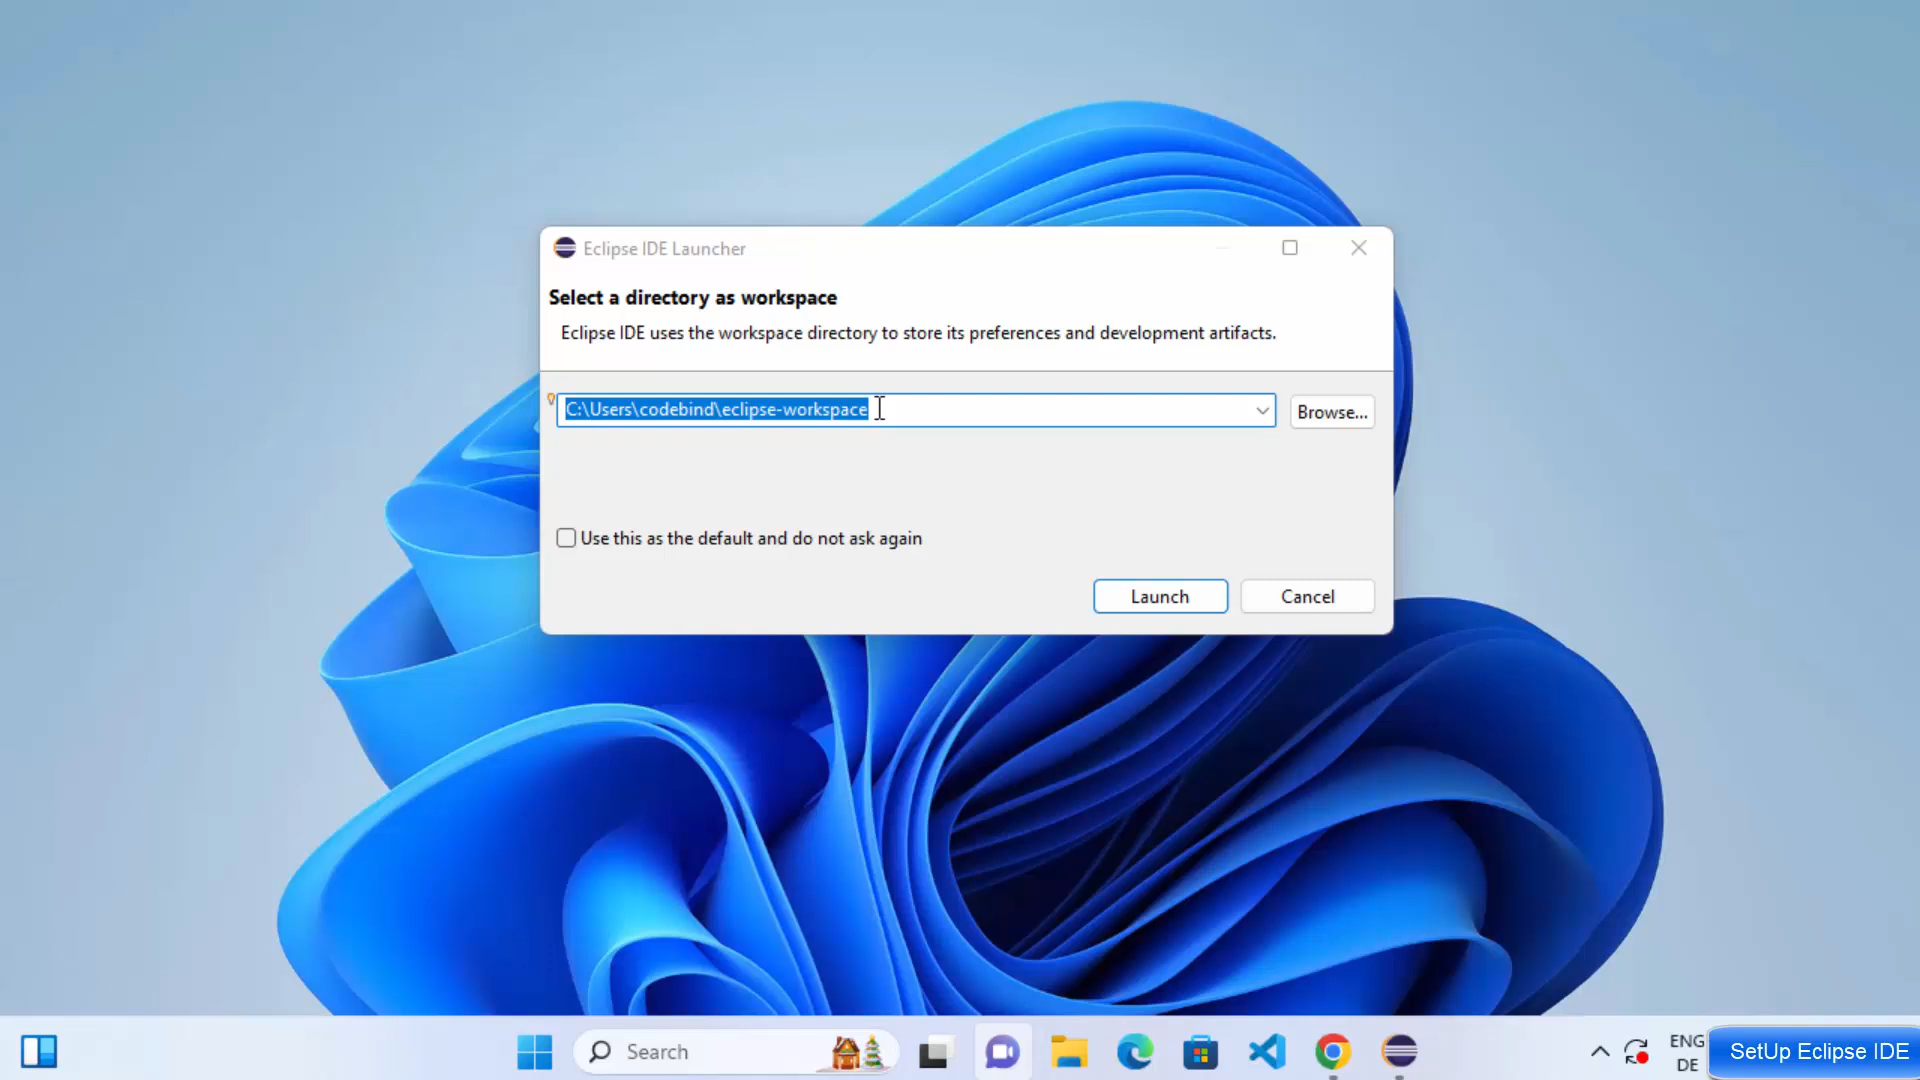 Eclipse IDE Launcher
Select a directory as workspace
Eclipse IDE uses the workspace directory to store its preferences and development artifacts.
C:\Users\codebind\eclipse-workspace
Browse...
Use this as the default and do not ask again
Launch
Cancel
Search
ENG
DE
SetUp Eclipse IDE